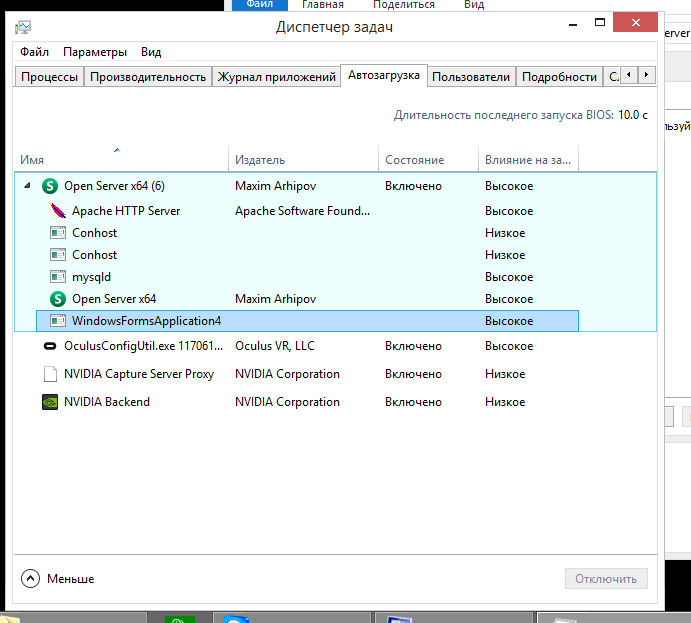 Файл Главная Поделиться Вид
Диспетчер задач
Файл Параметры Вид
erver
Процессы Производительность Журнал приложений Автозагрузка Пользователи Подробности
Длительность последнего запуска BIOS: 10.0 с
льзуй
Имя Издатель Состояние Влияние на за...
Open Server x64 (6) Maxim Arhipov Включено Высокое
Apache HTTP Server Apache Software Found... Высокое
Conhost Низкое
Conhost Низкое
mysqld Высокое
Open Server x64 Maxim Arhipov Высокое
WindowsFormsApplication4 Высокое
OculusConfigUtil.exe 117061... Oculus VR, LLC Включено Высокое
NVIDIA Capture Server Proxy NVIDIA Corporation Включено Низкое
NVIDIA Backend NVIDIA Corporation Включено Низкое
Меньше Отключить